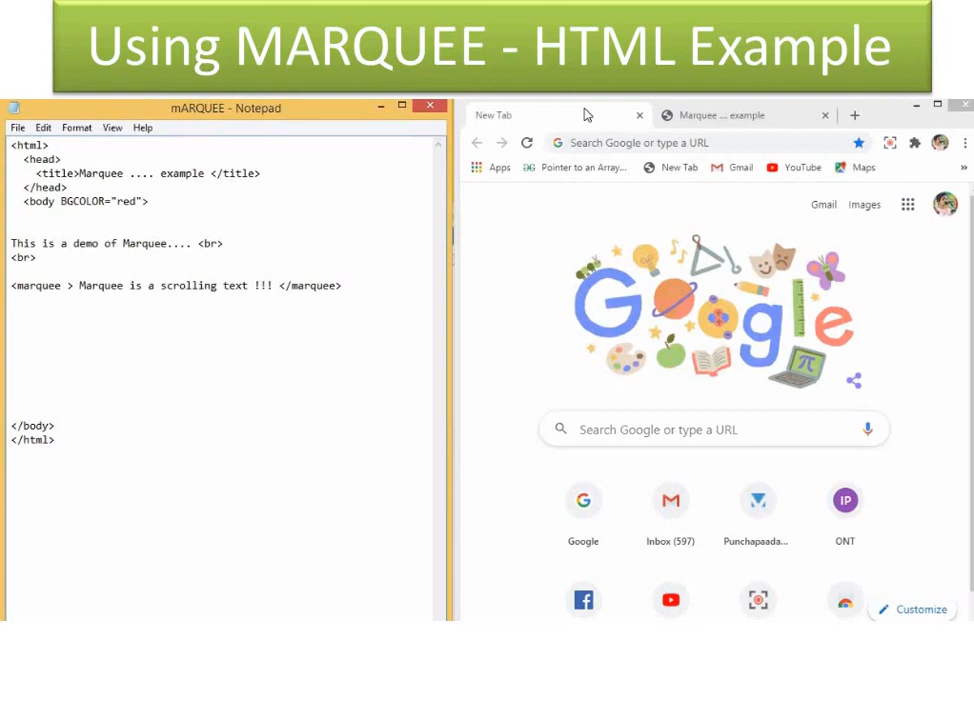 Using MARQUEE - HTML Example
mARQUEE - Notepad
File Edit Format View Help
<html>
<head>
<title>Marquee .... example </title>
</head>
<body BGCOLOR="red">
This is a demo of Marquee.... <br>
<br>
<marquee > Marquee is a scrolling text !!! </marquee>
</body>
</html>
New Tab
Marquee ... example
Search Google or type a URL
Apps
Pointer to an Array...
New Tab
Gmail
YouTube
Maps
»
Gmail Images
Google
π
Search Google or type a URL
IP
Google
Inbox (597)
Punchapaada...
ONT
Customize